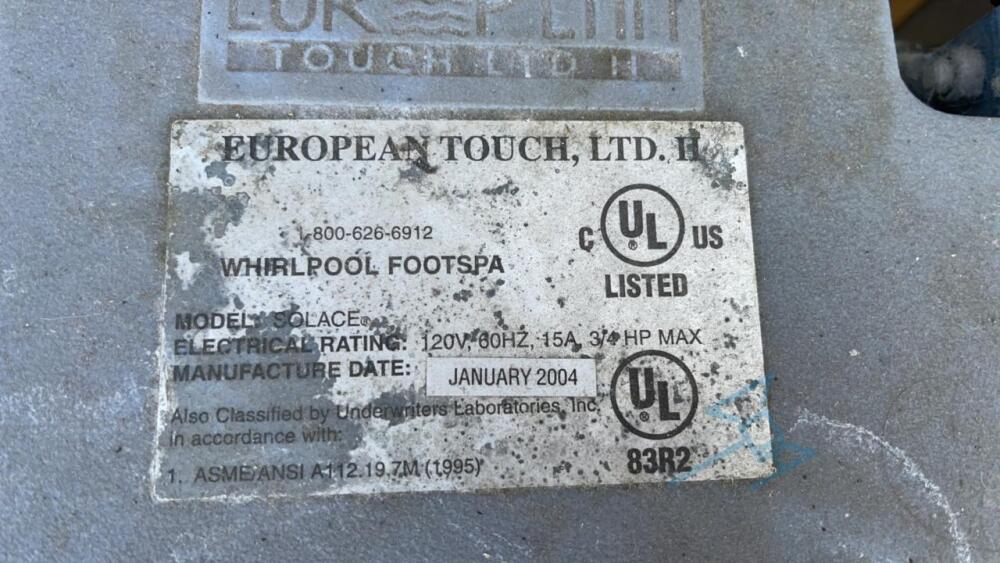 TOUCH LTD II
EUROPEAN TOUCH, LTD. II
1-800-626-6912
WHIRLPOOL FOOTSPA
C UL® US
LISTED
MODEL: SOLACE®
ELECTRICAL RATING: 120V, 60HZ, 15A, 3/4 HP MAX
MANUFACTURE DATE: JANUARY 2004
Also Classified by Underwriters Laboratories, Inc.
in accordance with:
UL®
1. ASME/ANSI A112.19.7M (1995)
83R2